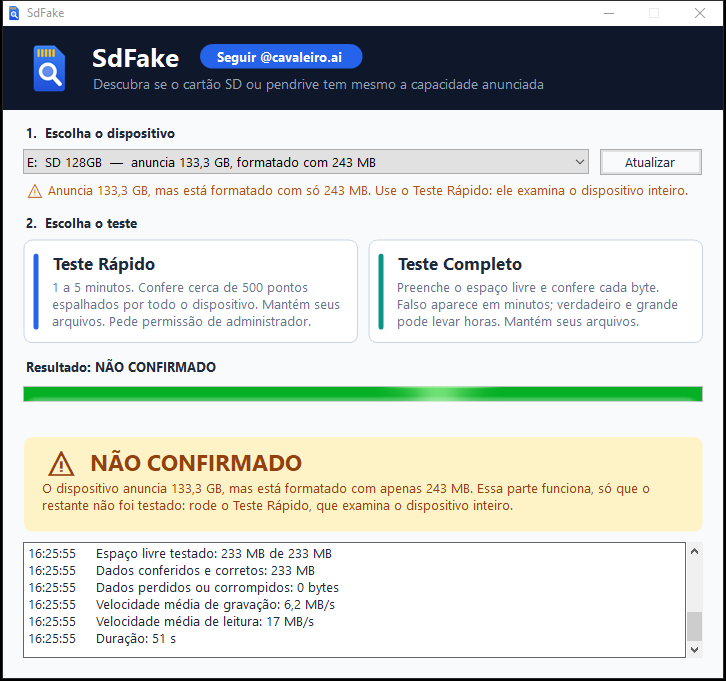 SdFake
SdFake
Seguir @cavaleiro.ai
Descubra se o cartão SD ou pendrive tem mesmo a capacidade anunciada
1. Escolha o dispositivo
E: SD 128GB — anuncia 133,3 GB, formatado com 243 MB
Atualizar
Anuncia 133,3 GB, mas está formatado com só 243 MB. Use o Teste Rápido: ele examina o dispositivo inteiro.
2. Escolha o teste
Teste Rápido
1 a 5 minutos. Confere cerca de 500 pontos
espalhados por todo o dispositivo. Mantém seus
arquivos. Pede permissão de administrador.
Teste Completo
Preenche o espaço livre e confere cada byte.
Falso aparece em minutos; verdadeiro e grande
pode levar horas. Mantém seus arquivos.
Resultado: NÃO CONFIRMADO
NÃO CONFIRMADO
O dispositivo anuncia 133,3 GB, mas está formatado com apenas 243 MB. Essa parte funciona, só que o
restante não foi testado: rode o Teste Rápido, que examina o dispositivo inteiro.
16:25:55 Espaço livre testado: 233 MB de 233 MB
16:25:55 Dados conferidos e corretos: 233 MB
16:25:55 Dados perdidos ou corrompidos: 0 bytes
16:25:55 Velocidade média de gravação: 6,2 MB/s
16:25:55 Velocidade média de leitura: 17 MB/s
16:25:55 Duração: 51 s